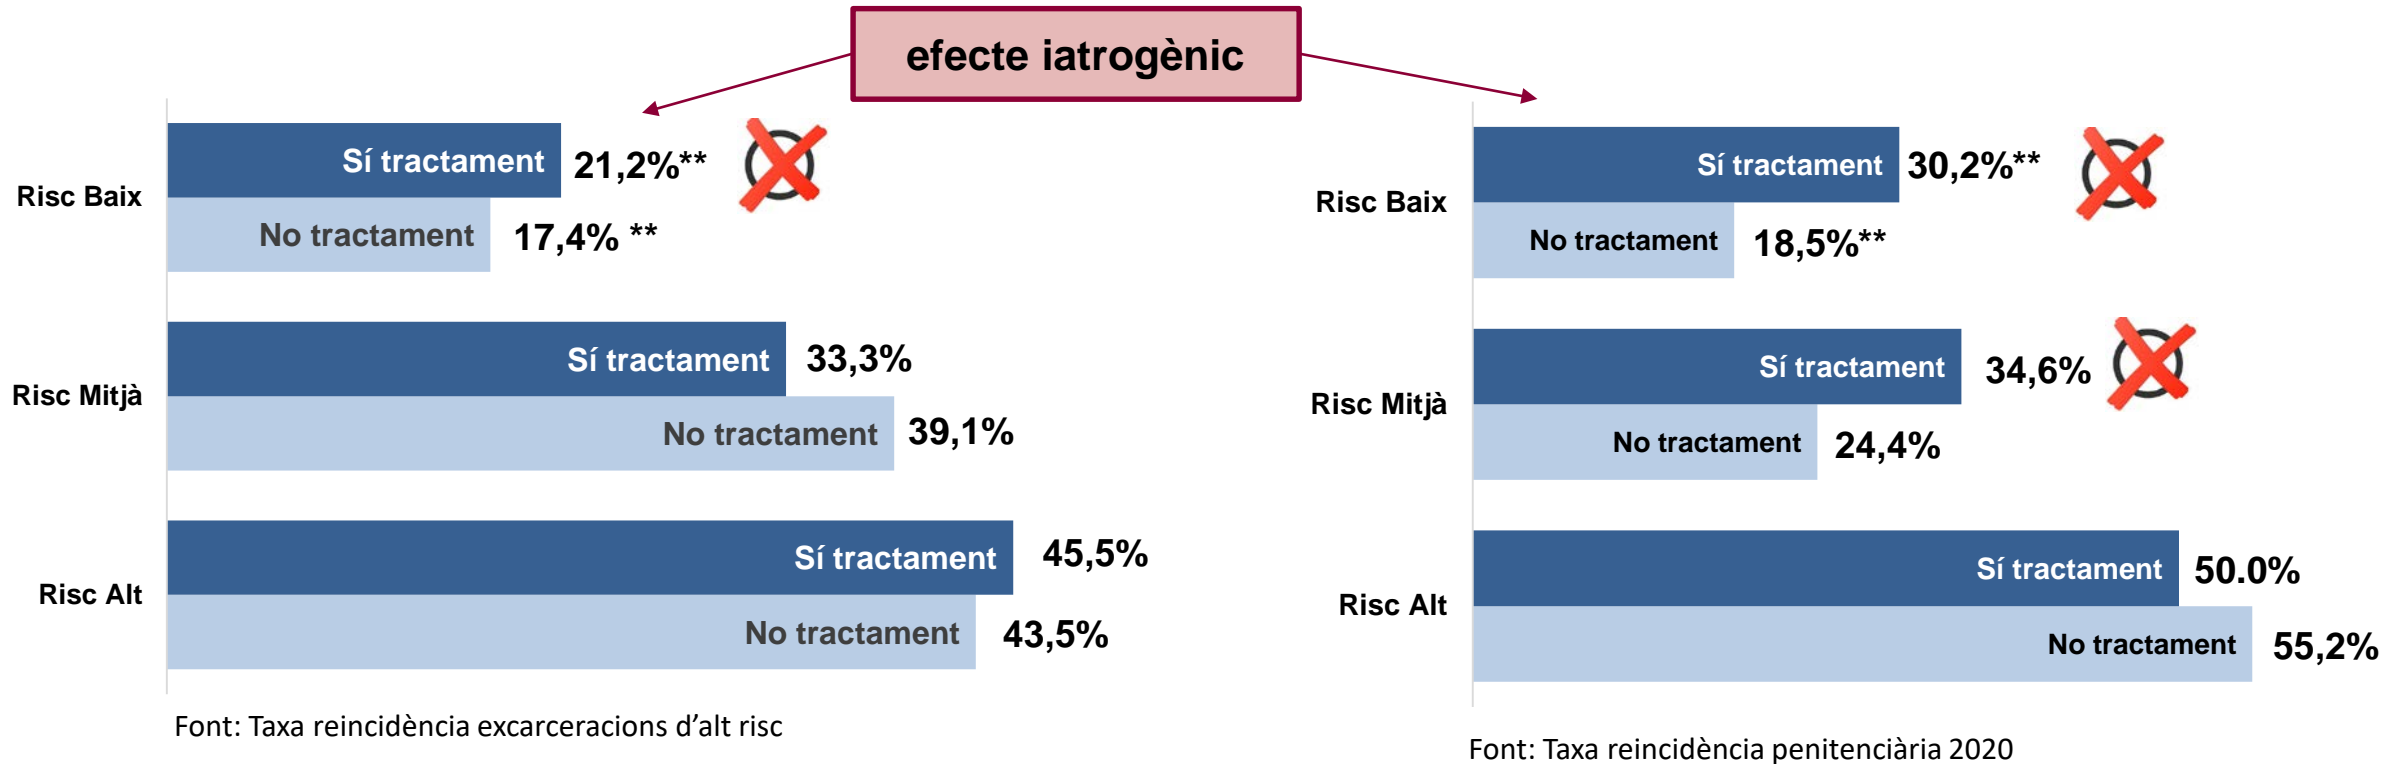 efecte iatrogènic
Risc Baix
Sí tractament 21,2%**
No tractament 17,4% **
Risc Mitjà
Sí tractament 33,3%
No tractament 39,1%
Risc Alt
Sí tractament 45,5%
No tractament 43,5%
Font: Taxa reincidència excarceracions d'alt risc
Risc Baix
Sí tractament 30,2%**
No tractament 18,5%**
Risc Mitjà
Sí tractament 34,6%
No tractament 24,4%
Risc Alt
Sí tractament 50.0%
No tractament 55,2%
Font: Taxa reincidència penitenciària 2020